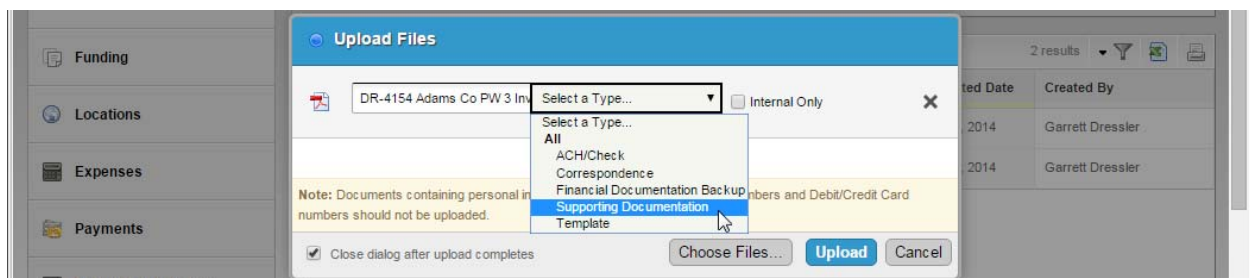 Funding
Locations
Expenses
Payments
Upload Files
DR-4154 Adams Co PW 3 Inv
Select a Type...
Internal Only
Select a Type...
All
ACH/Check
Correspondence
Financial Documentation Backup
Supporting Documentation
Template
Note: Documents containing personal in
mbers and Debit/Credit Card
numbers should not be uploaded.
Close dialog after upload completes
Choose Files...
Upload
Cancel
2 results
ted Date
Created By
2014
Garrett Dressler
2014
Garrett Dressler